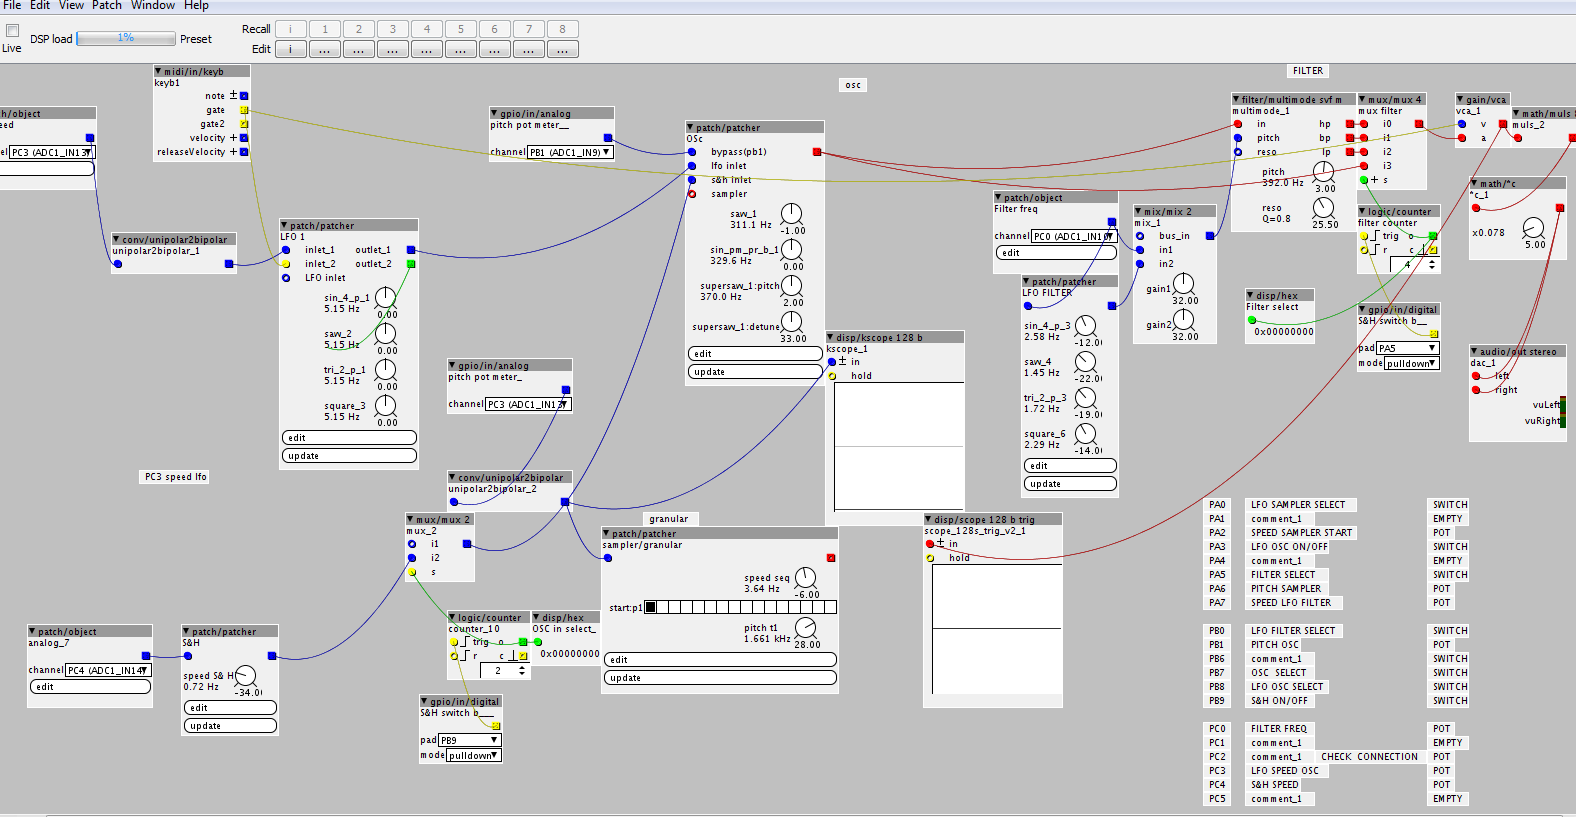 File Edit View Patch Window Help
Live
DSP load 1% Preset
Recall i 1 2 3 4 5 6 7 8
Edit i ... ... ... ... ... ... ... ...
h/object
eed
PC3 (ADC1_IN13)
midi/in/keyb
keyb1
note
gate
gate2
velocity
releaseVelocity
conv/unipolar2bipolar
unipolar2bipolar_1
patch/patcher
LFO 1
inlet_1 outlet_1
inlet_2 outlet_2
LFO inlet
sin_4_p_1
5.15 Hz
0.00
saw_2
5.15 Hz
0.00
tri_2_p_1
5.15 Hz
0.00
square_3
5.15 Hz
0.00
edit
update
PC3 speed lfo
gpio/in/analog
pitch pot meter__
channel PB1 (ADC1_IN9)
osc
patch/patcher
OSc
bypass(pb1)
lfo inlet
s&h inlet
sampler
saw_1
311.1 Hz
-1.00
sin_pm_pr_b_1
329.6 Hz
0.00
supersaw_1:pitch
370.0 Hz
2.00
supersaw_1:detune
33.00
edit
update
gpio/in/analog
pitch pot meter_
channel PC3 (ADC1_IN13)
conv/unipolar2bipolar
unipolar2bipolar_2
mux/mux 2
mux_2
i1
i2
s
disp/kscope 128 b
kscope_1
in
hold
granular
patch/patcher
sampler/granular
speed seq
3.64 Hz
-6.00
start:p1
pitch t1
1.661 kHz
28.00
edit
update
logic/counter
counter_10
trig o
r c
2
disp/hex
OSC in select_
0x00000000
gpio/in/digital
S&H switch b___
pad PB9
mode pulldown
patch/object
analog_7
channel PC4 (ADC1_IN14)
edit
patch/patcher
S&H
speed S& H
0.72 Hz
-34.0
edit
update
disp/scope 128 b trig
scope_128s_trig_v2_1
in
hold
patch/object
Filter freq
channel PC0 (ADC1_IN10)
edit
patch/patcher
LFO FILTER
sin_4_p_3
2.58 Hz
-12.0
saw_4
1.45 Hz
-22.0
tri_2_p_3
1.72 Hz
-19.0
square_6
2.29 Hz
-14.0
edit
update
mix/mix 2
mix_1
bus_in
in1
in2
gain1
32.00
gain2
32.00
FILTER
filter/multimode svf m
multimode_1
in hp
pitch bp
reso lp
pitch
392.0 Hz
3.00
reso
Q=0.8
25.50
mux/mux 4
mux filter
i0
i1
i2
i3
s
gain/vca
vca_1
v
a
math/muls
muls_2
math/*c
*c_1
x0.078
5.00
logic/counter
filter counter
trig o
r c
4
disp/hex
Filter select
0x00000000
gpio/in/digital
S&H switch b__
pad PA5
mode pulldown
audio/out stereo
dac_1
left
right
vuLeft
vuRight
PA0 LFO SAMPLER SELECT SWITCH
PA1 comment_1 EMPTY
PA2 SPEED SAMPLER START POT
PA3 LFO OSC ON/OFF SWITCH
PA4 comment_1 EMPTY
PA5 FILTER SELECT SWITCH
PA6 PITCH SAMPLER POT
PA7 SPEED LFO FILTER POT
PB0 LFO FILTER SELECT SWITCH
PB1 PITCH OSC POT
PB6 comment_1 SWITCH
PB7 OSC SELECT SWITCH
PB8 LFO OSC SELECT SWITCH
PB9 S&H ON/OFF SWITCH
PC0 FILTER FREQ POT
PC1 comment_1 EMPTY
PC2 comment_1 CHECK CONNECTION POT
PC3 LFO SPEED OSC POT
PC4 S&H SPEED POT
PC5 comment_1 EMPTY